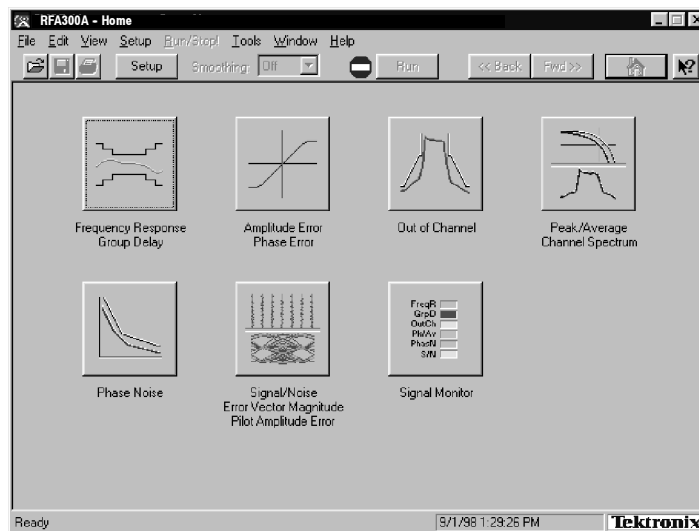 RFA300A - Home
File Edit View Setup Run/Stop! Tools Window Help
Setup Smoothing: Off Run << Back Fwd >>
Frequency Response
Group Delay
Amplitude Error
Phase Error
Out of Channel
Peak/Average
Channel Spectrum
FreqR
GrpD
OutCh
Pk/Av
PhasN
S/N
Phase Noise
Signal/Noise
Error Vector Magnitude
Pilot Amplitude Error
Signal Monitor
Ready 9/1/98 1:29:26 PM Tektronix